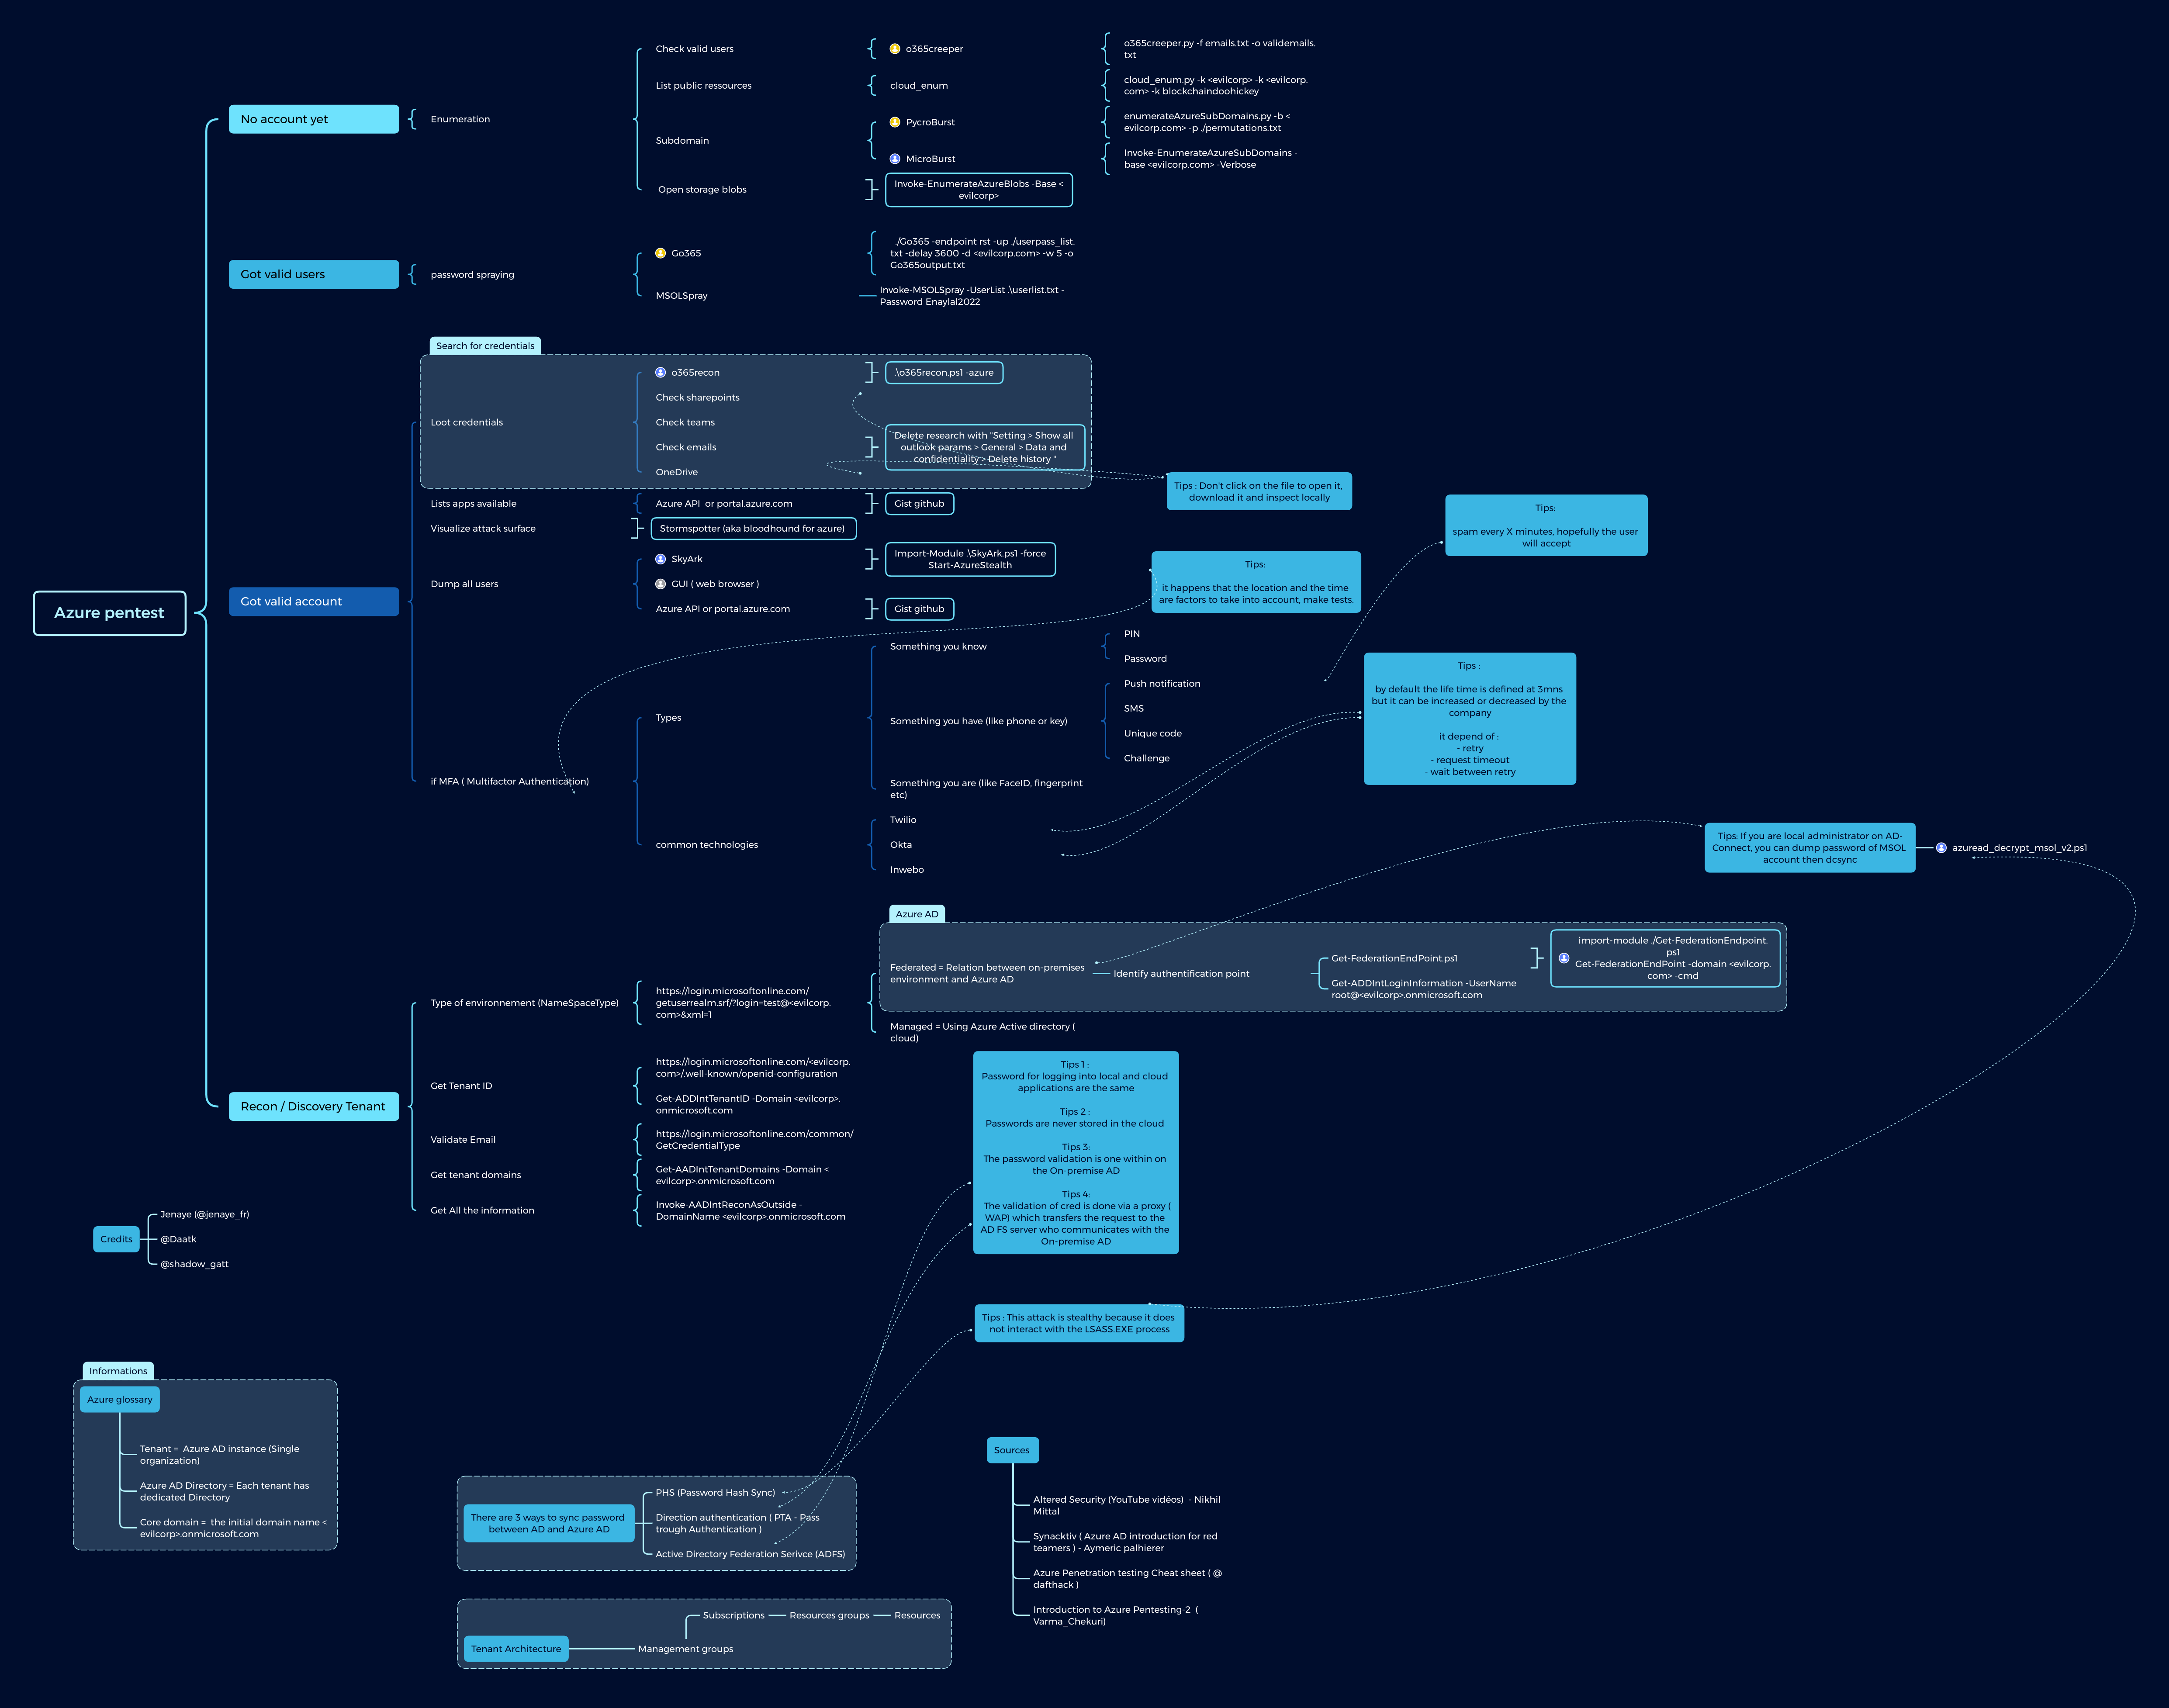 Azure pentest
No account yet
Enumeration
Check valid users
o365creeper
o365creeper.py -f emails.txt -o validemails.
txt
List public ressources
cloud_enum
cloud_enum.py -k <evilcorp> -k <evilcorp.
com> -k blockchaindoohickey
Subdomain
PycroBurst
enumerateAzureSubDomains.py -b <
evilcorp.com> -p ./permutations.txt
MicroBurst
Invoke-EnumerateAzureSubDomains -
base <evilcorp.com> -Verbose
Open storage blobs
Invoke-EnumerateAzureBlobs -Base <
evilcorp>
Got valid users
password spraying
Go365
./Go365 -endpoint rst -up ./userpass_list.
txt -delay 3600 -d <evilcorp.com> -w 5 -o
Go365output.txt
MSOLSpray
Invoke-MSOLSpray -UserList .\userlist.txt -
Password Enaylal2022
Got valid account
Search for credentials
Loot credentials
o365recon
.\o365recon.ps1 -azure
Check sharepoints
Check teams
Check emails
Delete research with "Setting > Show all
outlook params > General > Data and
confidentiality > Delete history "
OneDrive
Tips : Don't click on the file to open it,
download it and inspect locally
Lists apps available
Azure API  or portal.azure.com
Gist github
Visualize attack surface
Stormspotter (aka bloodhound for azure)
Dump all users
SkyArk
Import-Module .\SkyArk.ps1 -force
Start-AzureStealth
GUI ( web browser )
Azure API or portal.azure.com
Gist github
Tips:
it happens that the location and the time
are factors to take into account, make tests.
Tips:
spam every X minutes, hopefully the user
will accept
if MFA ( Multifactor Authentication)
Types
Something you know
PIN
Password
Something you have (like phone or key)
Push notification
SMS
Unique code
Challenge
Something you are (like FaceID, fingerprint
etc)
common technologies
Twilio
Okta
Inwebo
Tips :
by default the life time is defined at 3mns
but it can be increased or decreased by the
company
it depend of :
- retry
- request timeout
- wait between retry
Tips: If you are local administrator on AD-
Connect, you can dump password of MSOL
account then dcsync
azuread_decrypt_msol_v2.ps1
Recon / Discovery Tenant
Type of environnement (NameSpaceType)
https://login.microsoftonline.com/
getuserrealm.srf/?login=test@<evilcorp.
com>&xml=1
Azure AD
Federated = Relation between on-premises
environment and Azure AD
Identify authentification point
Get-FederationEndPoint.ps1
import-module ./Get-FederationEndpoint.
ps1
Get-FederationEndPoint -domain <evilcorp.
com> -cmd
Get-ADDIntLoginInformation -UserName
root@<evilcorp>.onmicrosoft.com
Managed = Using Azure Active directory (
cloud)
Get Tenant ID
https://login.microsoftonline.com/<evilcorp.
com>/.well-known/openid-configuration
Get-ADDIntTenantID -Domain <evilcorp>.
onmicrosoft.com
Validate Email
https://login.microsoftonline.com/common/
GetCredentialType
Get tenant domains
Get-AADIntTenantDomains -Domain <
evilcorp>.onmicrosoft.com
Get All the information
Invoke-AADIntReconAsOutside -
DomainName <evilcorp>.onmicrosoft.com
Tips 1 :
Password for logging into local and cloud
applications are the same
Tips 2 :
Passwords are never stored in the cloud
Tips 3:
The password validation is one within on
the On-premise AD
Tips 4:
The validation of cred is done via a proxy (
WAP) which transfers the request to the
AD FS server who communicates with the
On-premise AD
Tips : This attack is stealthy because it does
not interact with the LSASS.EXE process
Credits
Jenaye (@jenaye_fr)
@Daatk
@shadow_gatt
Informations
Azure glossary
Tenant =  Azure AD instance (Single
organization)
Azure AD Directory = Each tenant has
dedicated Directory
Core domain =  the initial domain name <
evilcorp>.onmicrosoft.com
There are 3 ways to sync password
between AD and Azure AD
PHS (Password Hash Sync)
Direction authentication ( PTA - Pass
trough Authentication )
Active Directory Federation Serivce (ADFS)
Tenant Architecture
Management groups
Subscriptions
Resources groups
Resources
Sources
Altered Security (YouTube vidéos)  - Nikhil
Mittal
Synacktiv ( Azure AD introduction for red
teamers ) - Aymeric palhierer
Azure Penetration testing Cheat sheet ( @
dafthack )
Introduction to Azure Pentesting-2  (
Varma_Chekuri)